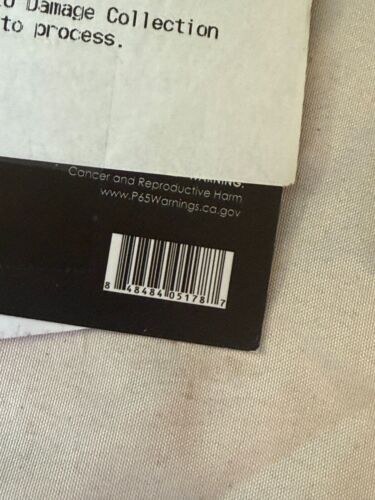 Damage Collection
to process.
WARNING:
Cancer and Reproductive Harm
www.P65Warnings.ca.gov
8 48484 05178 7